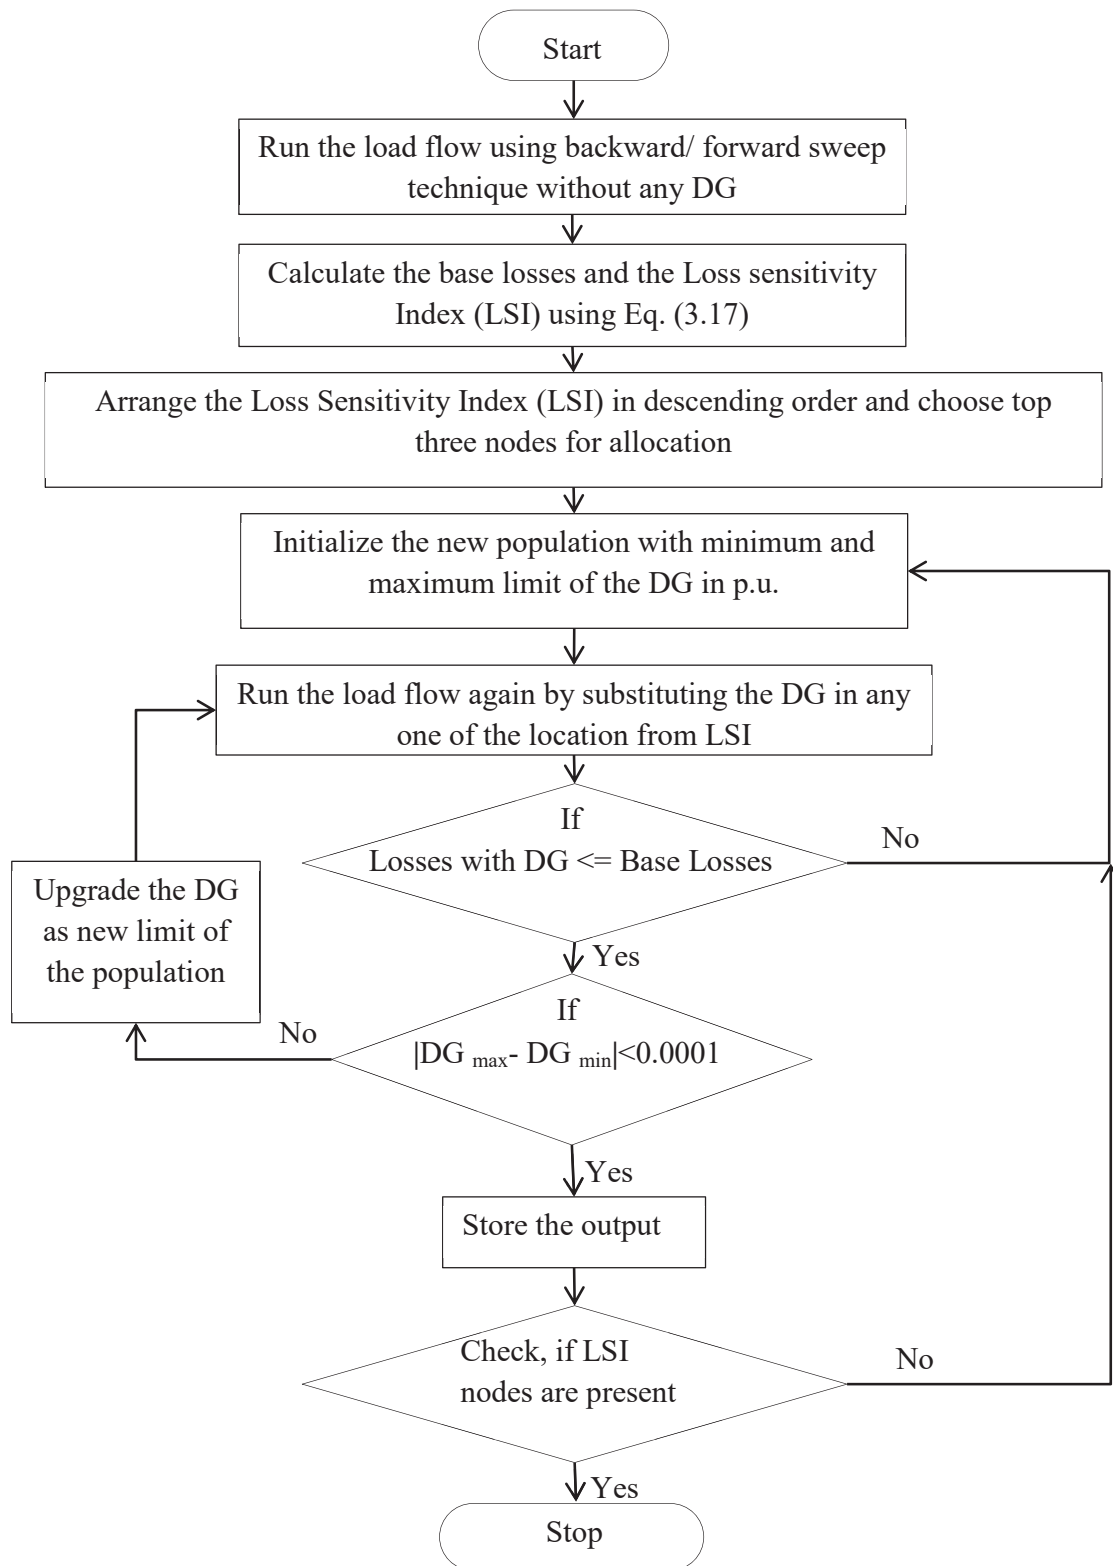 Start
Run the load flow using backward/ forward sweep
technique without any DG
Calculate the base losses and the Loss sensitivity
Index (LSI) using Eq. (3.17)
Arrange the Loss Sensitivity Index (LSI) in descending order and choose top
three nodes for allocation
Initialize the new population with minimum and
maximum limit of the DG in p.u.
Run the load flow again by substituting the DG in any
one of the location from LSI
If
Losses with DG <= Base Losses
No
Yes
Upgrade the DG
as new limit of
the population
If
|DG max- DG min|<0.0001
No
Yes
Store the output
Check, if LSI
nodes are present
No
Yes
Stop